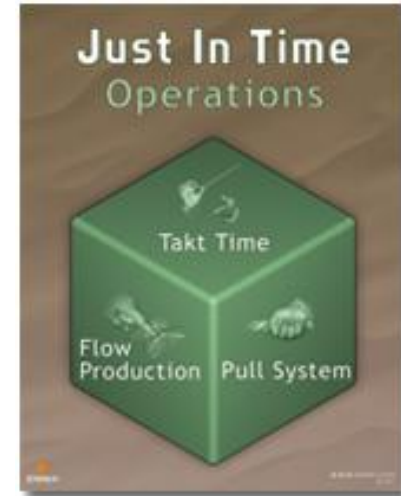 Just In Time
Operations
Takt Time
Flow
Production
Pull System